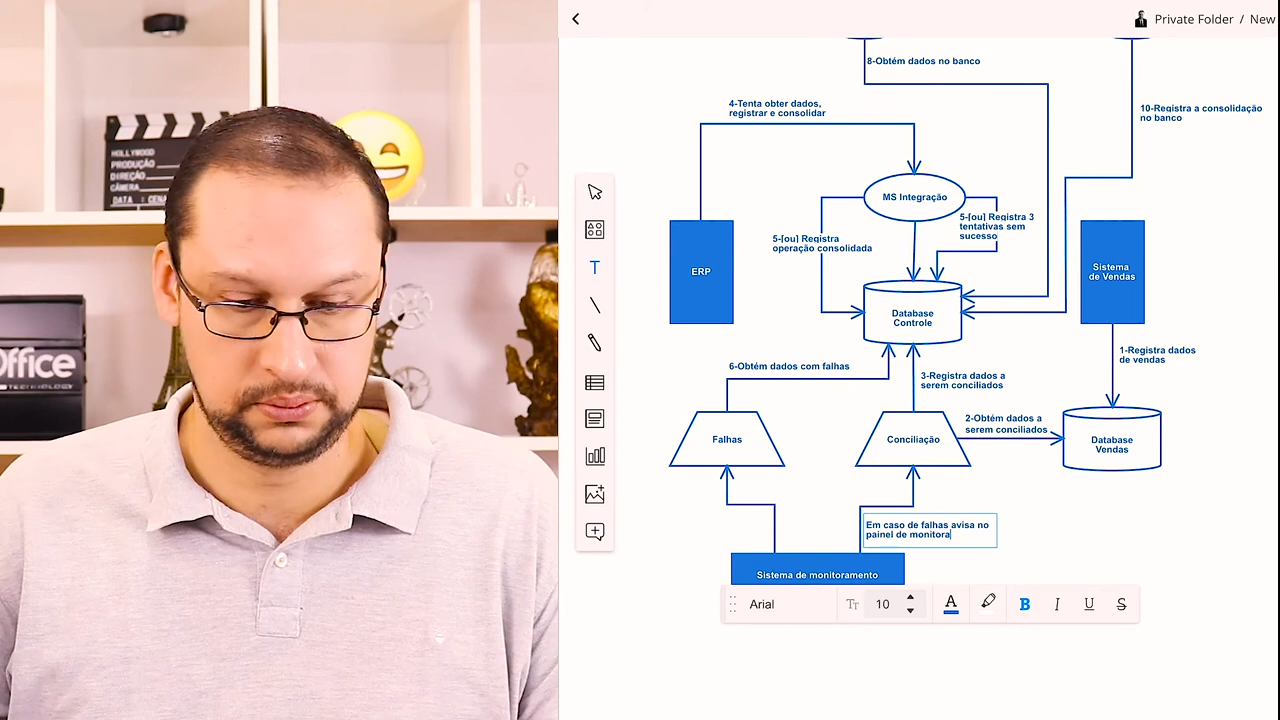 Private Folder / New
8-Obtém dados no banco
4-Tenta obter dados,
registrar e consolidar
10-Registra a consolidação
no banco
MS Integração
5-[ou] Registra 3
tentativas sem
sucesso
5-[ou] Registra
operação consolidada
ERP
Sistema
de Vendas
Database
Controle
1-Registra dados
de vendas
6-Obtém dados com falhas
3-Registra dados a
serem conciliados
2-Obtém dados a
serem conciliados
Falhas
Conciliação
Database
Vendas
Em caso de falhas avisa no
painel de monitora
Sistema de monitoramento
Arial
10
A
B
I
U
S
T
HOLLYWOOD
PRODUÇÃO
DIREÇÃO
CÂMERA
DATA : CENA
Office
TECHNOLOGY